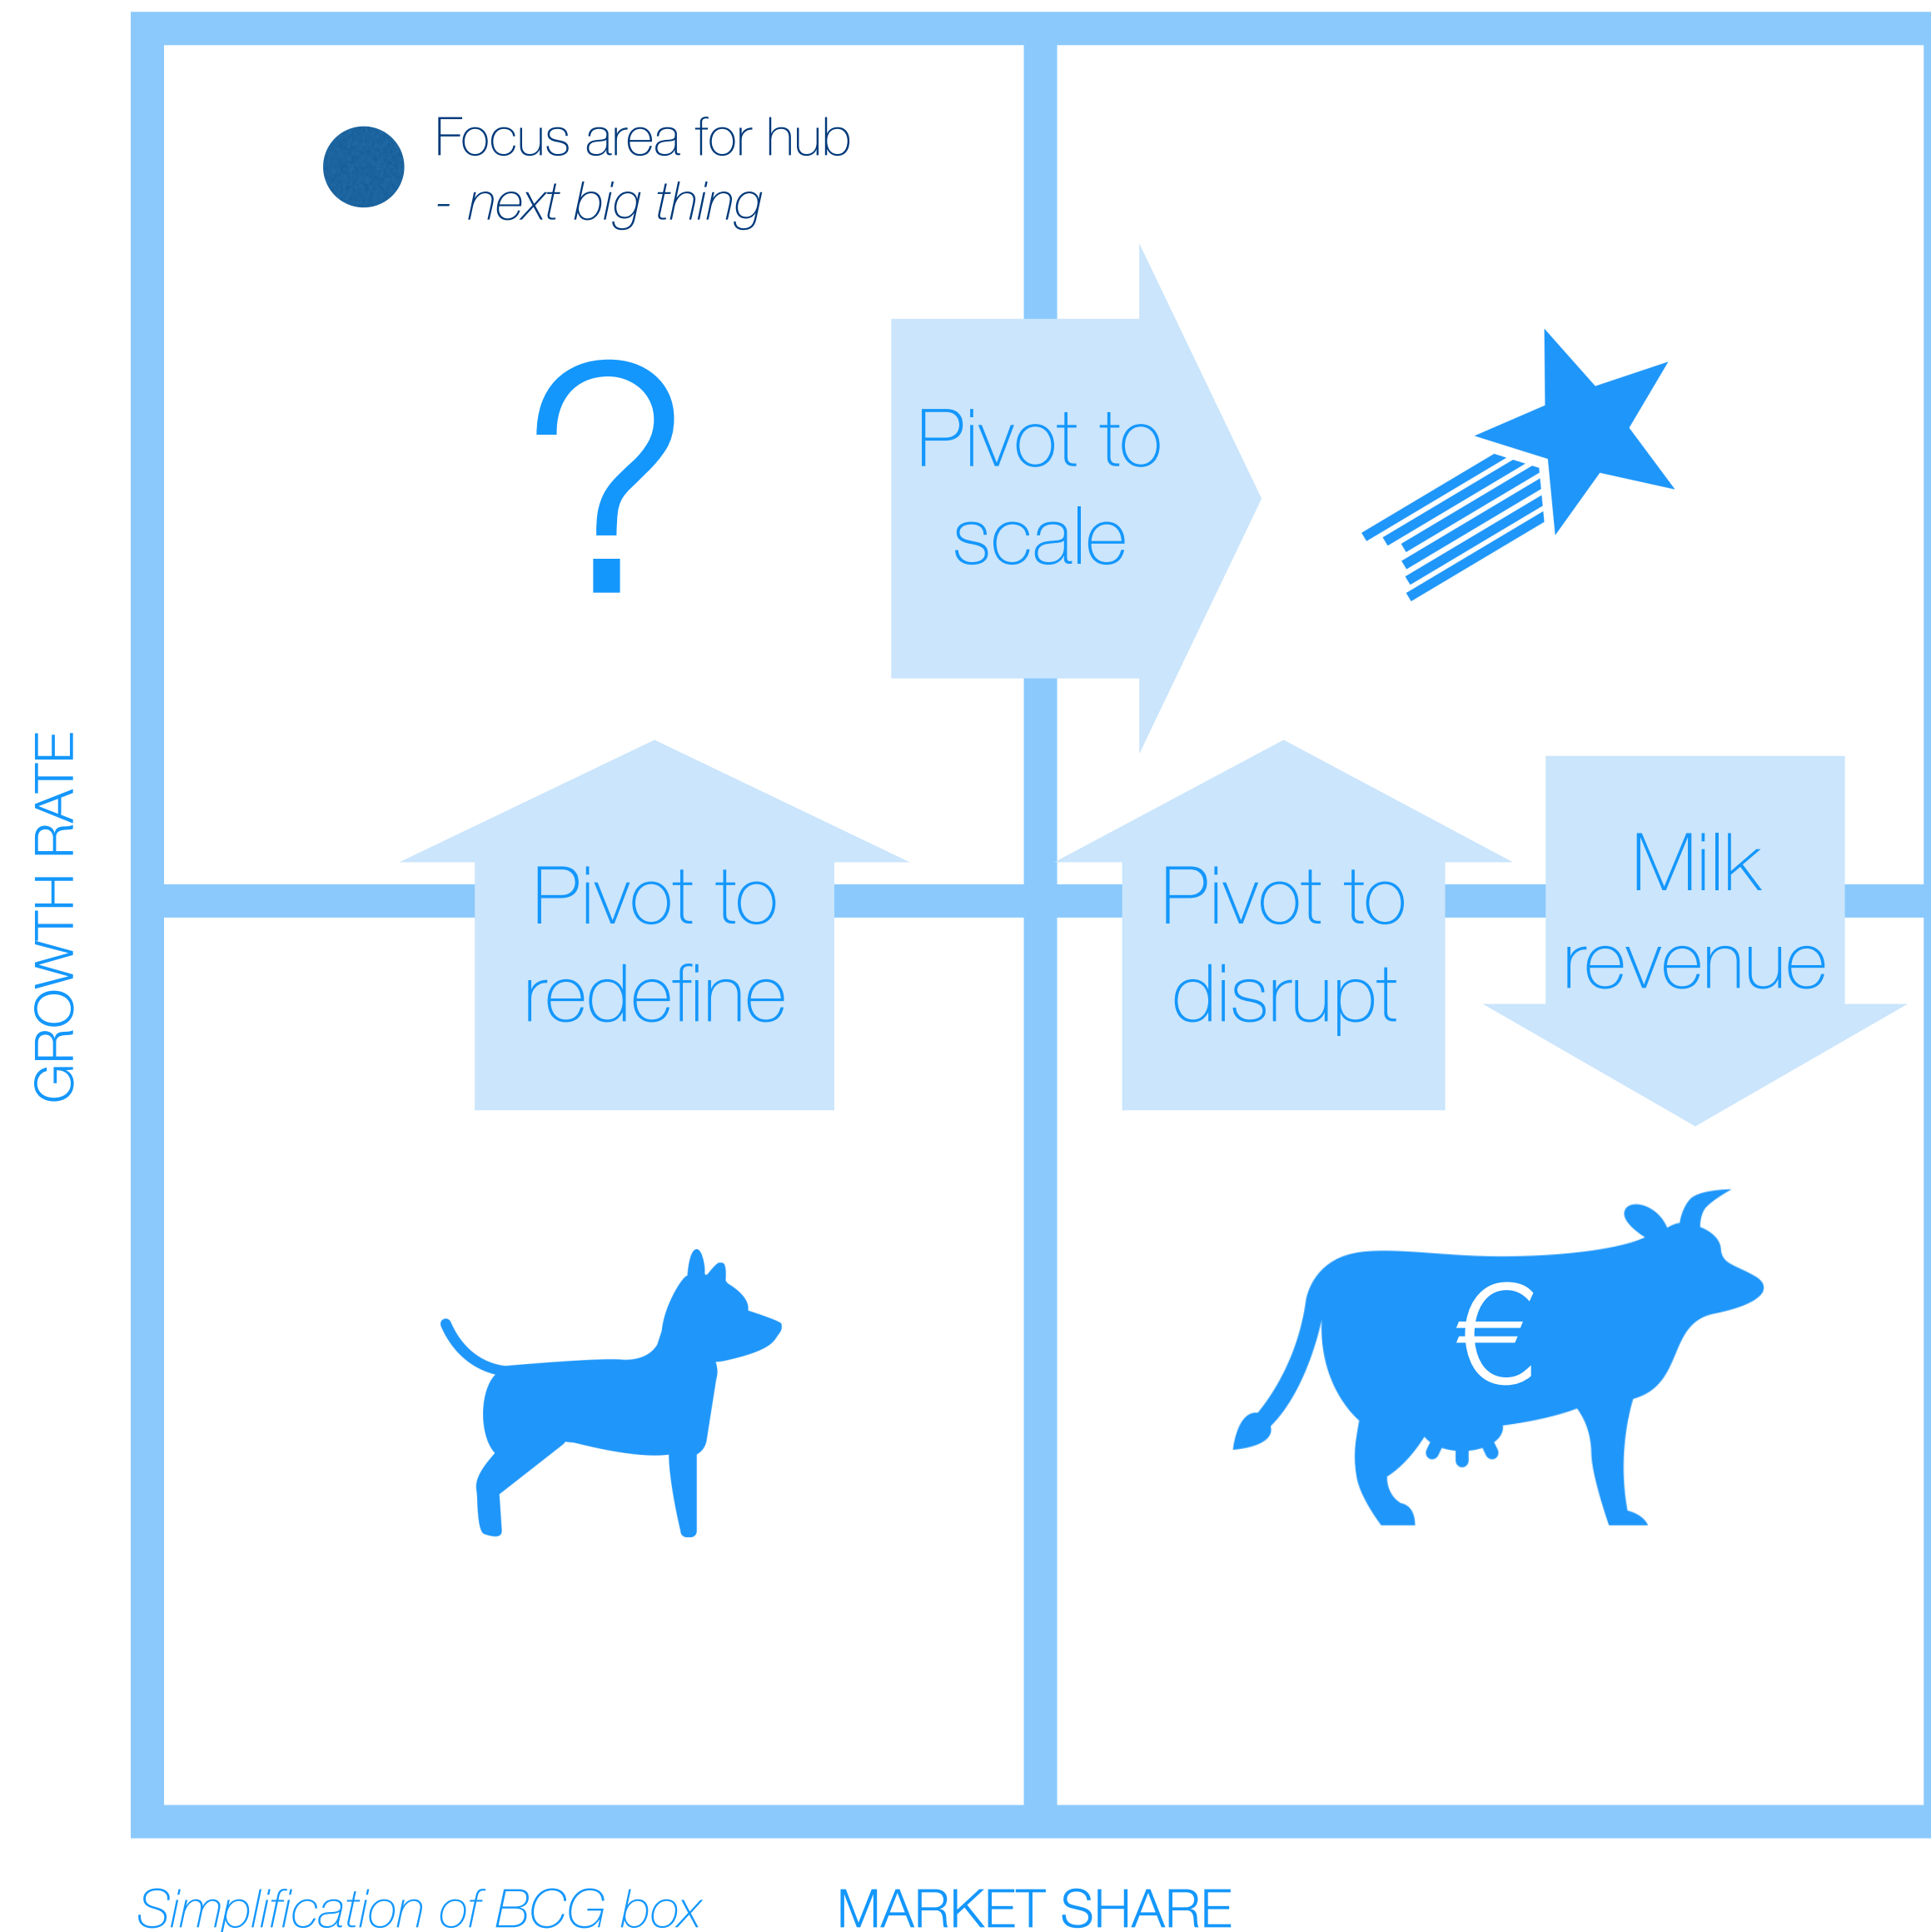 Focus area for hub
- next big thing
?
Pivot to
scale
GROWTH RATE
Pivot to
redefine
Pivot to
disrupt
Milk
revenue
€
Simplification of BCG box
MARKET SHARE